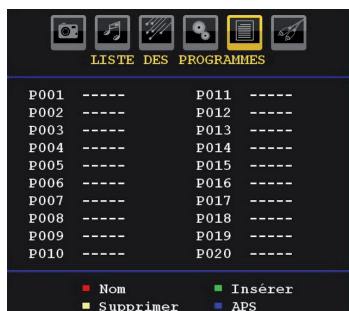 LISTE DES PROGRAMMES
P001 ----- P011 -----
P002 ----- P012 -----
P003 ----- P013 -----
P004 ----- P014 -----
P005 ----- P015 -----
P006 ----- P016 -----
P007 ----- P017 -----
P008 ----- P018 -----
P009 ----- P019 -----
P010 ----- P020 -----
Nom Insérer
Supprimer APS